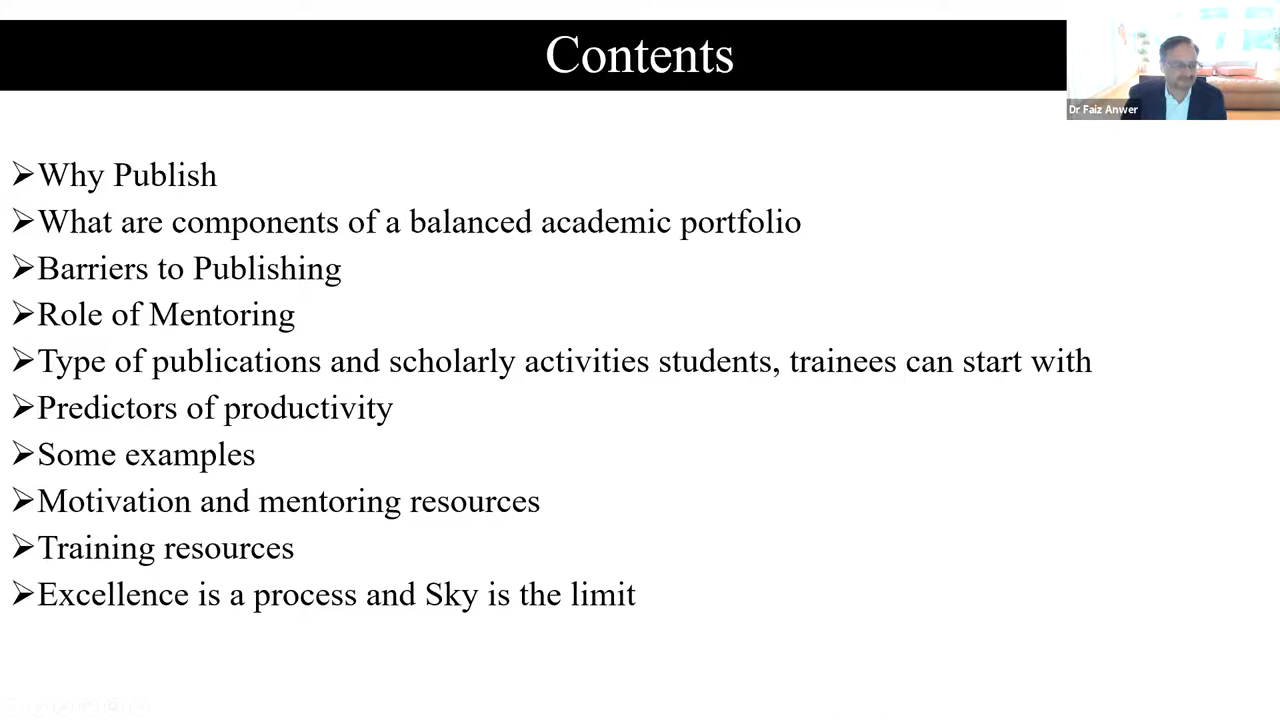 Contents
Dr Faiz Anwer
Why Publish
What are components of a balanced academic portfolio
Barriers to Publishing
Role of Mentoring
Type of publications and scholarly activities students, trainees can start with
Predictors of productivity
Some examples
Motivation and mentoring resources
Training resources
Excellence is a process and Sky is the limit